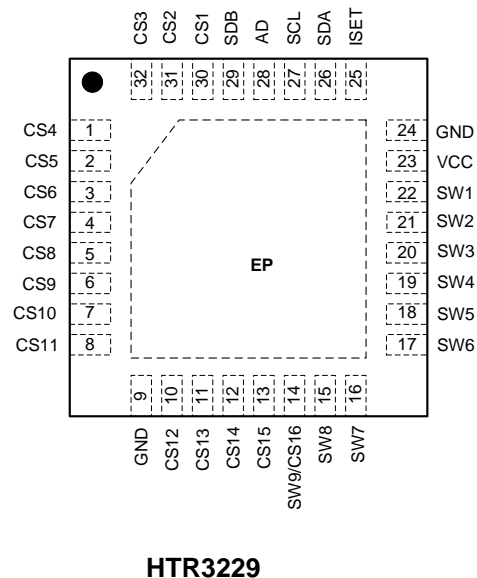 CS3 CS2 CS1 SDB AD SCL SDA ISET
32 31 30 29 28 27 26 25
CS4 1 24 GND
CS5 2 23 VCC
CS6 3 22 SW1
CS7 4 21 SW2
CS8 5 20 SW3
CS9 6 19 SW4
CS10 7 18 SW5
CS11 8 17 SW6
EP
9 10 11 12 13 14 15 16
GND CS12 CS13 CS14 CS15 SW9/CS16 SW8 SW7
HTR3229